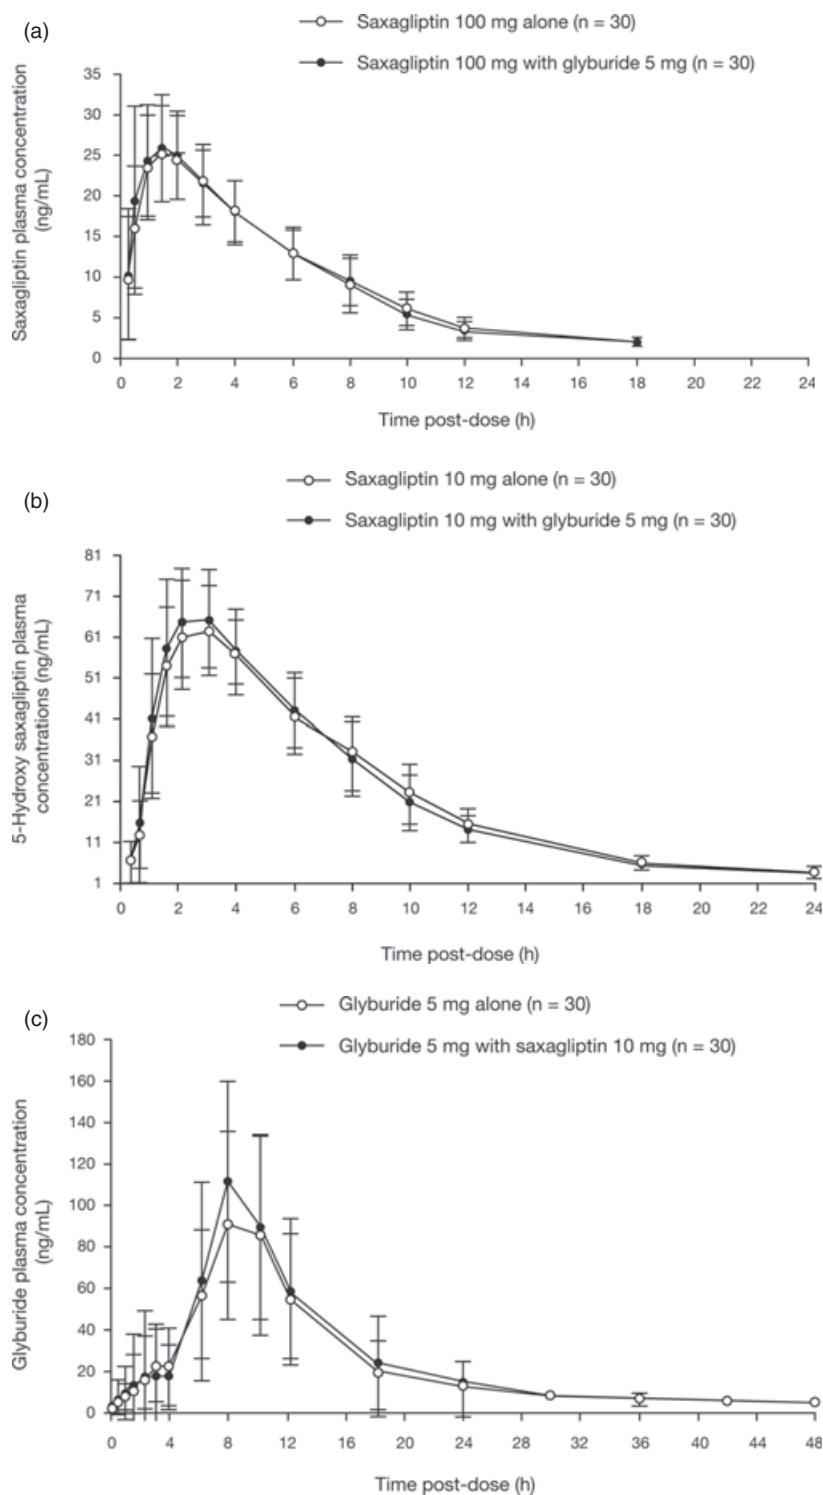 (a)
Saxagliptin 100 mg alone (n = 30)
Saxagliptin 100 mg with glyburide 5 mg (n = 30)
Saxagliptin plasma concentration
(ng/mL)
35
30
25
20
15
10
5
0
0 2 4 6 8 10 12 14 16 18 20 22 24
Time post-dose (h)
(b)
Saxagliptin 10 mg alone (n = 30)
Saxagliptin 10 mg with glyburide 5 mg (n = 30)
5-Hydroxy saxagliptin plasma
concentrations (ng/mL)
81
71
61
51
41
31
21
11
1
0 2 4 6 8 10 12 14 16 18 20 22 24
Time post-dose (h)
(c)
Glyburide 5 mg alone (n = 30)
Glyburide 5 mg with saxagliptin 10 mg (n = 30)
Glyburide plasma concentration
(ng/mL)
180
160
140
120
100
80
60
40
20
0
0 4 8 12 16 20 24 28 32 36 40 44 48
Time post-dose (h)